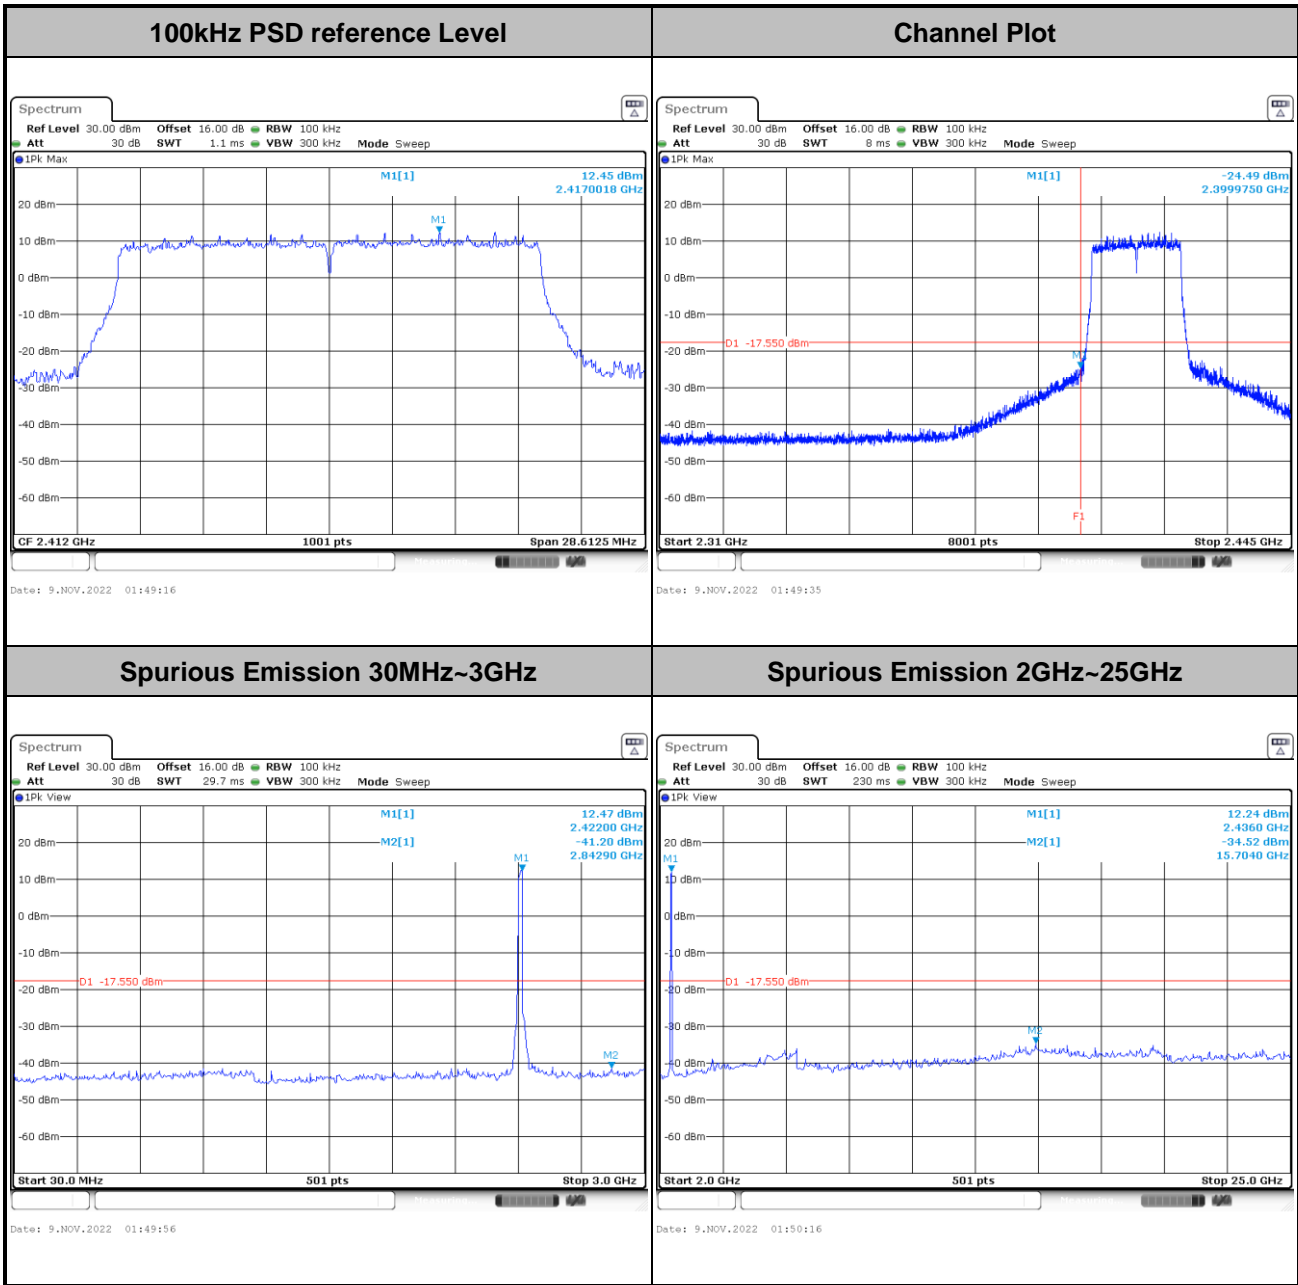 100kHz PSD reference Level
Channel Plot
Spectrum
Ref Level 30.00 dBm Offset 16.00 dB RBW 100 kHz
Att 30 dB SWT 1.1 ms VBW 300 kHz Mode Sweep
1Pk Max
M1[1] 12.45 dBm
2.4170018 GHz
M1
20 dBm
10 dBm
0 dBm
-10 dBm
-20 dBm
-30 dBm
-40 dBm
-50 dBm
-60 dBm
CF 2.412 GHz 1001 pts Span 28.6125 MHz
Measuring...
Date: 9.NOV.2022 01:49:16
Spectrum
Ref Level 30.00 dBm Offset 16.00 dB RBW 100 kHz
Att 30 dB SWT 8 ms VBW 300 kHz Mode Sweep
1Pk Max
M1[1] -24.49 dBm
2.3999750 GHz
20 dBm
10 dBm
0 dBm
-10 dBm
D1 -17.550 dBm
-20 dBm
-30 dBm
-40 dBm
-50 dBm
-60 dBm
F1
Start 2.31 GHz 8001 pts Stop 2.445 GHz
Measuring...
Date: 9.NOV.2022 01:49:35
Spurious Emission 30MHz~3GHz
Spurious Emission 2GHz~25GHz
Spectrum
Ref Level 30.00 dBm Offset 16.00 dB RBW 100 kHz
Att 30 dB SWT 29.7 ms VBW 300 kHz Mode Sweep
1Pk View
M1[1] 12.47 dBm
2.42200 GHz
M2[1] -41.20 dBm
2.84290 GHz
M1
20 dBm
10 dBm
0 dBm
-10 dBm
D1 -17.550 dBm
-20 dBm
-30 dBm
M2
-40 dBm
-50 dBm
-60 dBm
Start 30.0 MHz 501 pts Stop 3.0 GHz
Measuring...
Date: 9.NOV.2022 01:49:56
Spectrum
Ref Level 30.00 dBm Offset 16.00 dB RBW 100 kHz
Att 30 dB SWT 230 ms VBW 300 kHz Mode Sweep
1Pk View
M1[1] 12.24 dBm
2.4360 GHz
M2[1] -34.52 dBm
15.7040 GHz
M1
20 dBm
10 dBm
0 dBm
-10 dBm
D1 -17.550 dBm
-20 dBm
-30 dBm
M2
-40 dBm
-50 dBm
-60 dBm
Start 2.0 GHz 501 pts Stop 25.0 GHz
Measuring...
Date: 9.NOV.2022 01:50:16